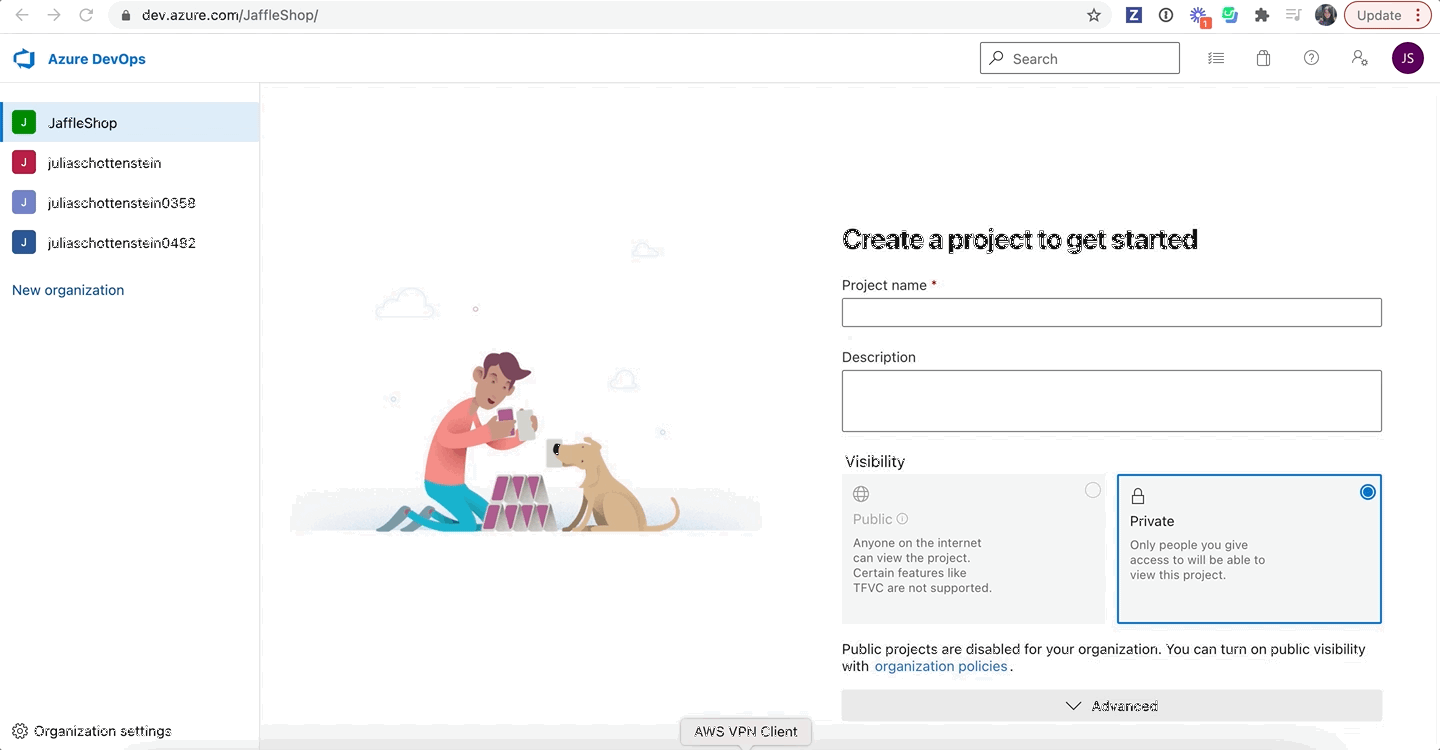 dev.azure.com/JaffleShop/
Z
1
Update
Azure DevOps
Search
JS
J JaffleShop
J juliaschottenstein
J juliaschottenstein0358
J juliaschottenstein0482
New organization
Create a project to get started
Project name *
Description
Visibility
Public
Anyone on the internet
can view the project.
Certain features like
TFVC are not supported.
Private
Only people you give
access to will be able to
view this project.
Public projects are disabled for your organization. You can turn on public visibility
with organization policies.
Advanced
Organization settings
AWS VPN Client